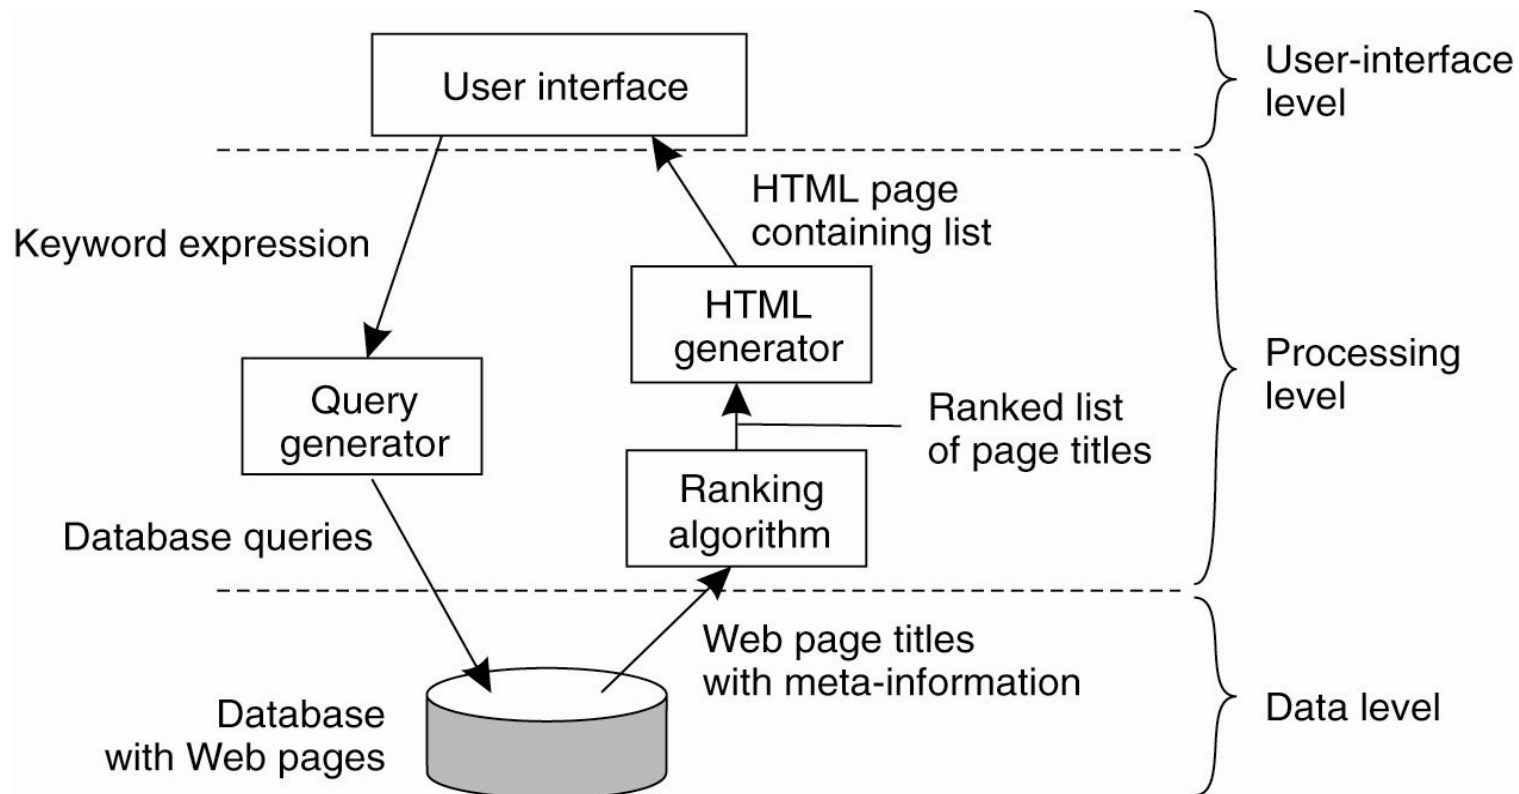 User interface
User-interface
level
HTML page
containing list
Keyword expression
HTML
generator
Processing
level
Query
generator
Ranked list
of page titles
Ranking
algorithm
Database queries
Web page titles
with meta-information
Database
with Web pages
Data level